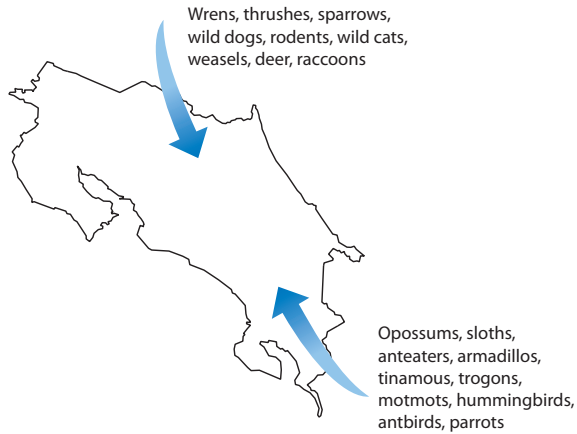 Wrens, thrushes, sparrows,
wild dogs, rodents, wild cats,
weasels, deer, raccoons
Opossums, sloths,
anteaters, armadillos,
tinamous, trogons,
motmots, hummingbirds,
antbirds, parrots